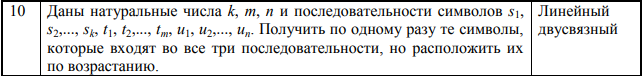 10 Даны натуральные числа k, m, n и последовательности символов s1, Линейный
s2,..., sk, t1, t2,..., tm, u1, u2,..., un. Получить по одному разу те символы, двусвязный
которые входят во все три последовательности, но расположить их
по возрастанию.